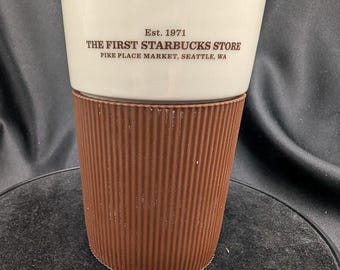 Est. 1971
THE FIRST STARBUCKS STORE
PIKE PLACE MARKET, SEATTLE, WA